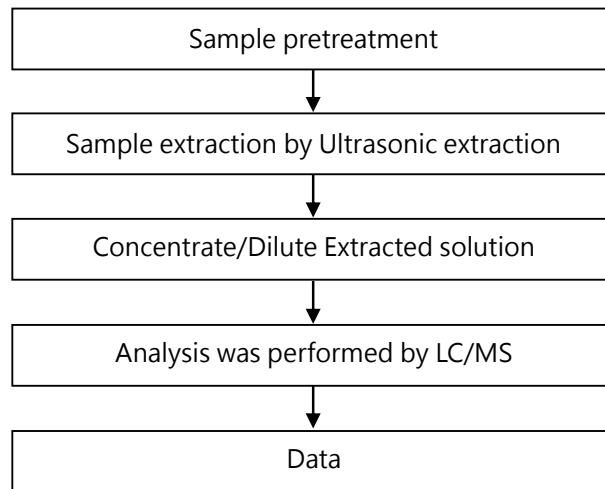 Sample pretreatment
Sample extraction by Ultrasonic extraction
Concentrate/Dilute Extracted solution
Analysis was performed by LC/MS
Data